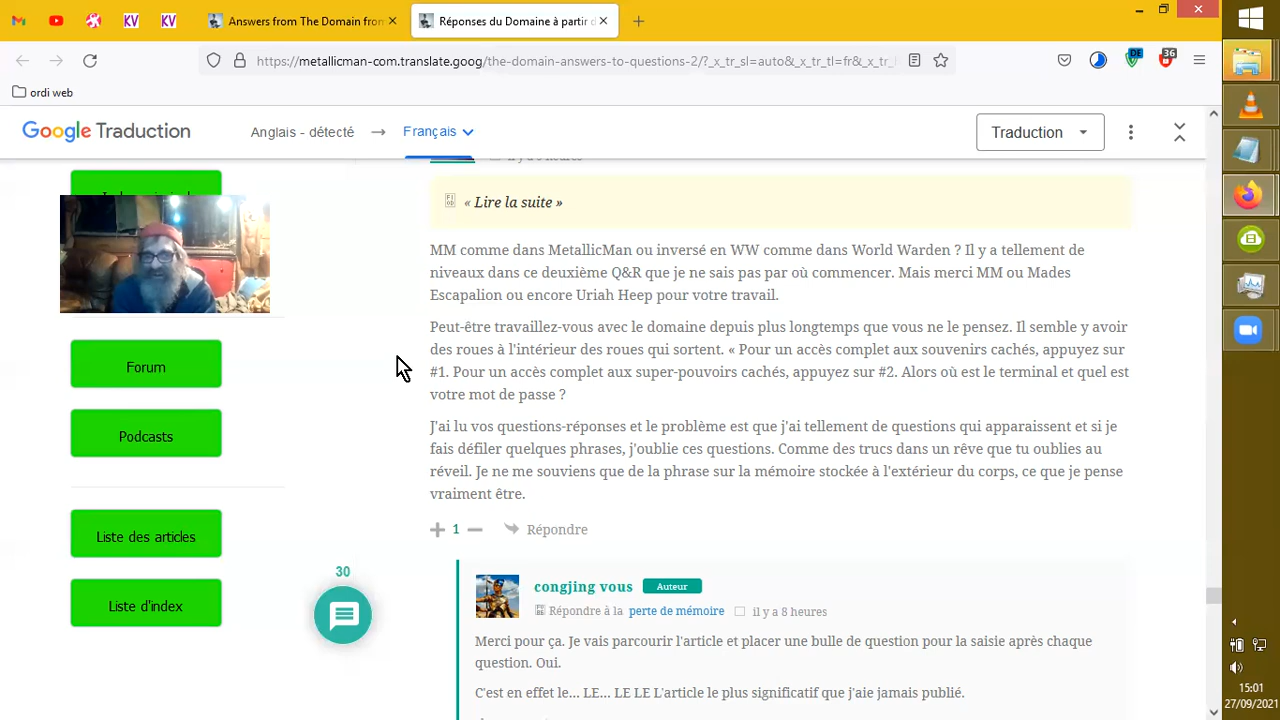 Answers from The Domain from
Réponses du Domaine à partir d
https://metallicman-com.translate.goog/the-domain-answers-to-questions-2/?_x_tr_sl=auto&_x_tr_tl=fr&_x_tr_
DE
36
ordi web
Google Traduction
Anglais - détecté
Français
Traduction
« Lire la suite »
MM comme dans MetallicMan ou inversé en WW comme dans World Warden ? Il y a tellement de
niveaux dans ce deuxième Q&R que je ne sais pas par où commencer. Mais merci MM ou Mades
Escapalion ou encore Uriah Heep pour votre travail.
Peut-être travaillez-vous avec le domaine depuis plus longtemps que vous ne le pensez. Il semble y avoir
des roues à l'intérieur des roues qui sortent. « Pour un accès complet aux souvenirs cachés, appuyez sur
#1. Pour un accès complet aux super-pouvoirs cachés, appuyez sur #2. Alors où est le terminal et quel est
votre mot de passe ?
J'ai lu vos questions-réponses et le problème est que j'ai tellement de questions qui apparaissent et si je
fais défiler quelques phrases, j'oublie ces questions. Comme des trucs dans un rêve que tu oublies au
réveil. Je ne me souviens que de la phrase sur la mémoire stockée à l'extérieur du corps, ce que je pense
vraiment être.
1
Répondre
Forum
Podcasts
Liste des articles
Liste d'index
30
congjing vous
Auteur
Répondre à la perte de mémoire il y a 8 heures
Merci pour ça. Je vais parcourir l'article et placer une bulle de question pour la saisie après chaque
question. Oui.
C'est en effet le... LE... LE LE L'article le plus significatif que j'aie jamais publié.
15:01
27/09/2021